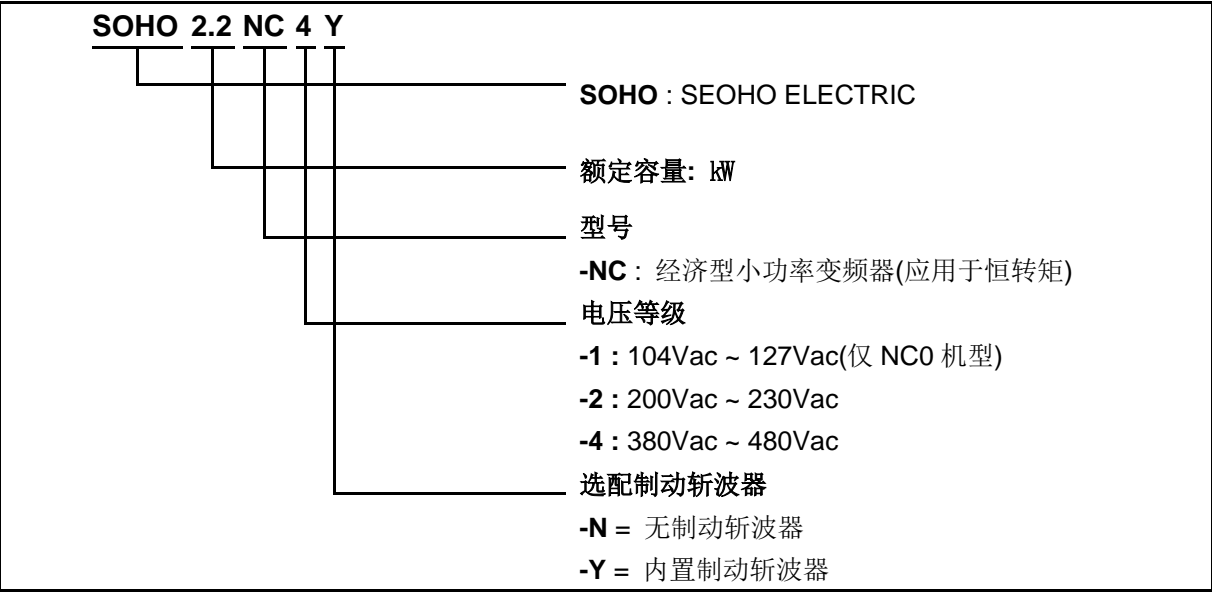 SOHO 2.2 NC 4 Y
SOHO : SEOHO ELECTRIC
额定容量: ㎾
型号
-NC : 经济型小功率变频器(应用于恒转矩)
电压等级
-1 : 104Vac ~ 127Vac(仅 NC0 机型)
-2 : 200Vac ~ 230Vac
-4 : 380Vac ~ 480Vac
选配制动斩波器
-N = 无制动斩波器
-Y = 内置制动斩波器